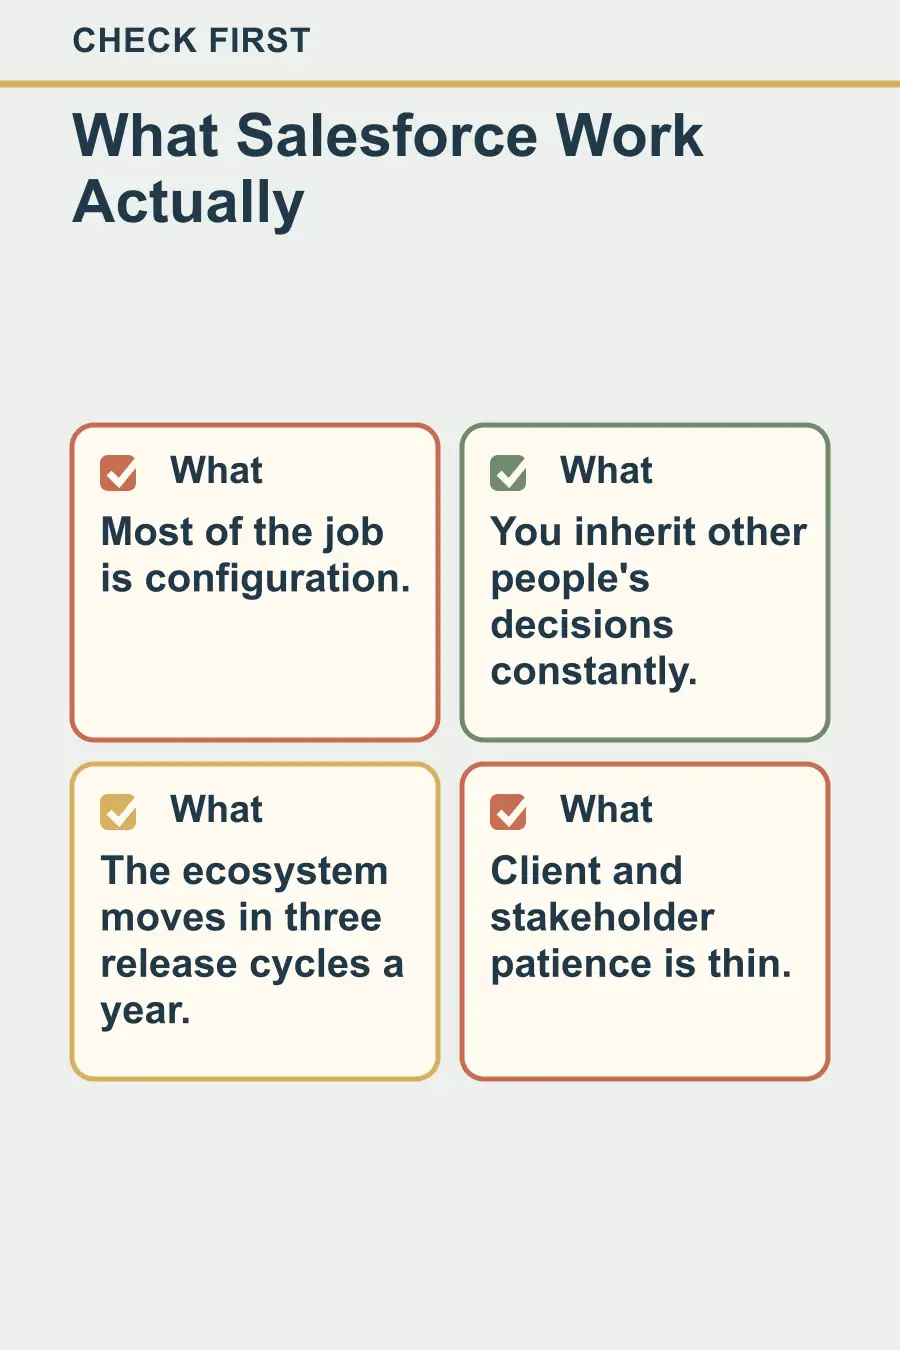 CHECK FIRST
What Salesforce Work
Actually
What
Most of the job
is configuration.
What
You inherit other
people's
decisions
constantly.
What
The ecosystem
moves in three
release cycles a
year.
What
Client and
stakeholder
patience is thin.